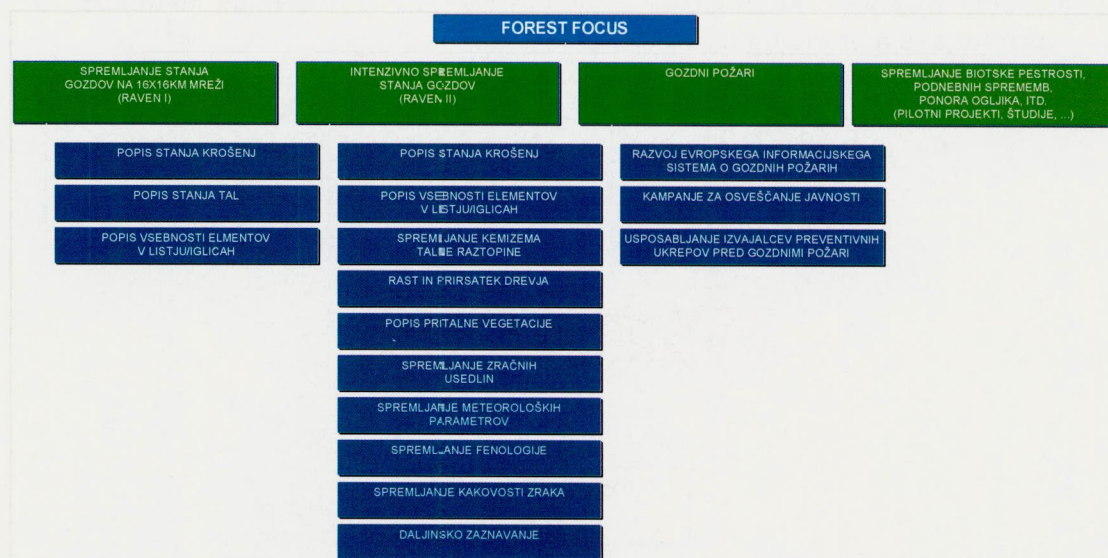 FOREST FOCUS
SPREMLJANJE STANJA
GOZDOV NA 16X16KM MREŽI
(RAVEN I)
INTENZIVNO SPREMLJANJE
STANJA GOZDOV
(RAVEN II)
GOZDNI POŽARI
SPREMLJANJE BIOTSKE PESTROSTI,
PODNEBNIH SPREMEMB,
PONORA OGLJIKA, ITD.
(PILOTNI PROJEKTI, ŠTUDIJE, ...)
POPIS STANJA KROŠENJ
POPIS STANJA TAL
POPIS VSEBNOSTI ELMENTOV
V LISTJU/IGLICAH
POPIS STANJA KROŠENJ
POPIS VSEBNOSTI ELEMENTOV
V LISTJU/IGLICAH
SPREMLJANJE KEMIZEMA
TALNE RAZTOPINE
RAST IN PRIRSATEK DREVJA
POPIS PRITALNE VEGETACIJE
SPREMLJANJE ZRAČNIH
USEDLIN
SPREMLJANJE METEOROLOŠKIH
PARAMETROV
SPREMLJANJE FENOLOGIJE
SPREMLJANJE KAKOVOSTI ZRAKA
DALJINSKO ZAZNAVANJE
RAZVOJ EVROPSKEGA INFORMACIJSKEGA
SISTEMA O GOZDNIH POŽARIH
KAMPANJE ZA OSVEŠČANJE JAVNOSTI
USPOSABLJANJE IZVAJALCEV PREVENTIVNIH
UKREPOV PRED GOZDNIMI POŽARI